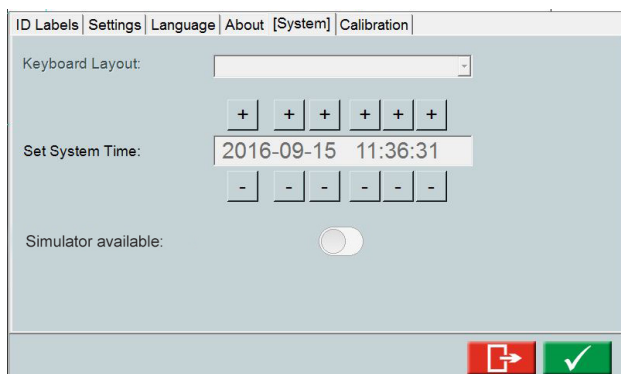 ID Labels Settings Language About [System] Calibration
Keyboard Layout:
+ + + + + +
Set System Time: 2016-09-15 11:36:31
- - - - - -
Simulator available: